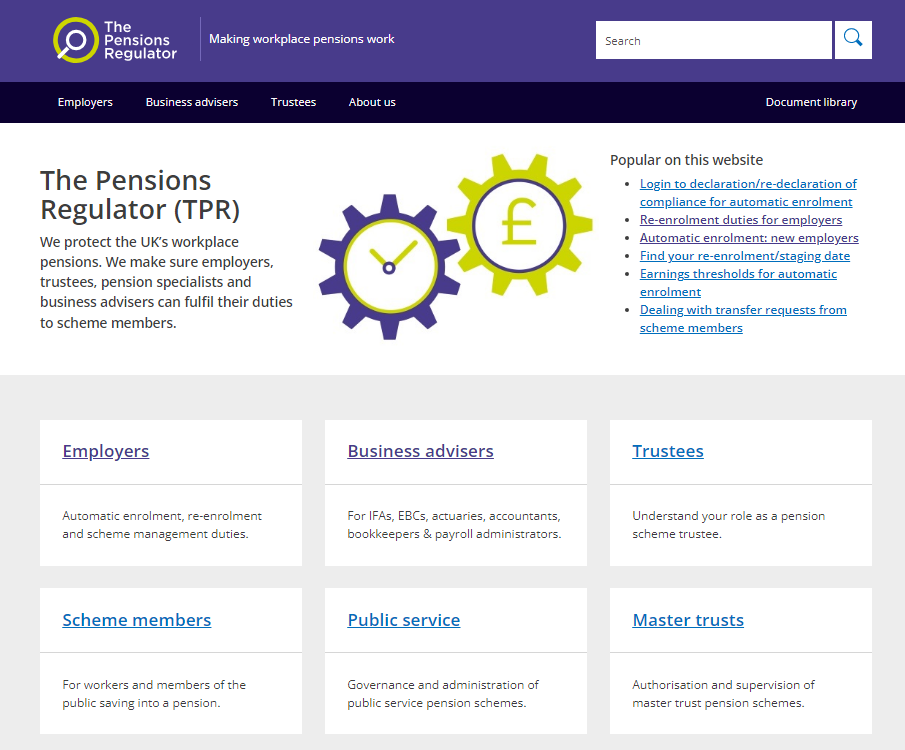 The
Pensions
Regulator
Making workplace pensions work
Search
Employers
Business advisers
Trustees
About us
Document library
The Pensions
Regulator (TPR)
We protect the UK’s workplace
pensions. We make sure employers,
trustees, pension specialists and
business advisers can fulfil their duties
to scheme members.
£
Popular on this website
Login to declaration/re-declaration of
compliance for automatic enrolment
Re-enrolment duties for employers
Automatic enrolment: new employers
Find your re-enrolment/staging date
Earnings thresholds for automatic
enrolment
Dealing with transfer requests from
scheme members
Employers
Automatic enrolment, re-enrolment
and scheme management duties.
Business advisers
For IFAs, EBCs, actuaries, accountants,
bookkeepers & payroll administrators.
Trustees
Understand your role as a pension
scheme trustee.
Scheme members
For workers and members of the
public saving into a pension.
Public service
Governance and administration of
public service pension schemes.
Master trusts
Authorisation and supervision of
master trust pension schemes.